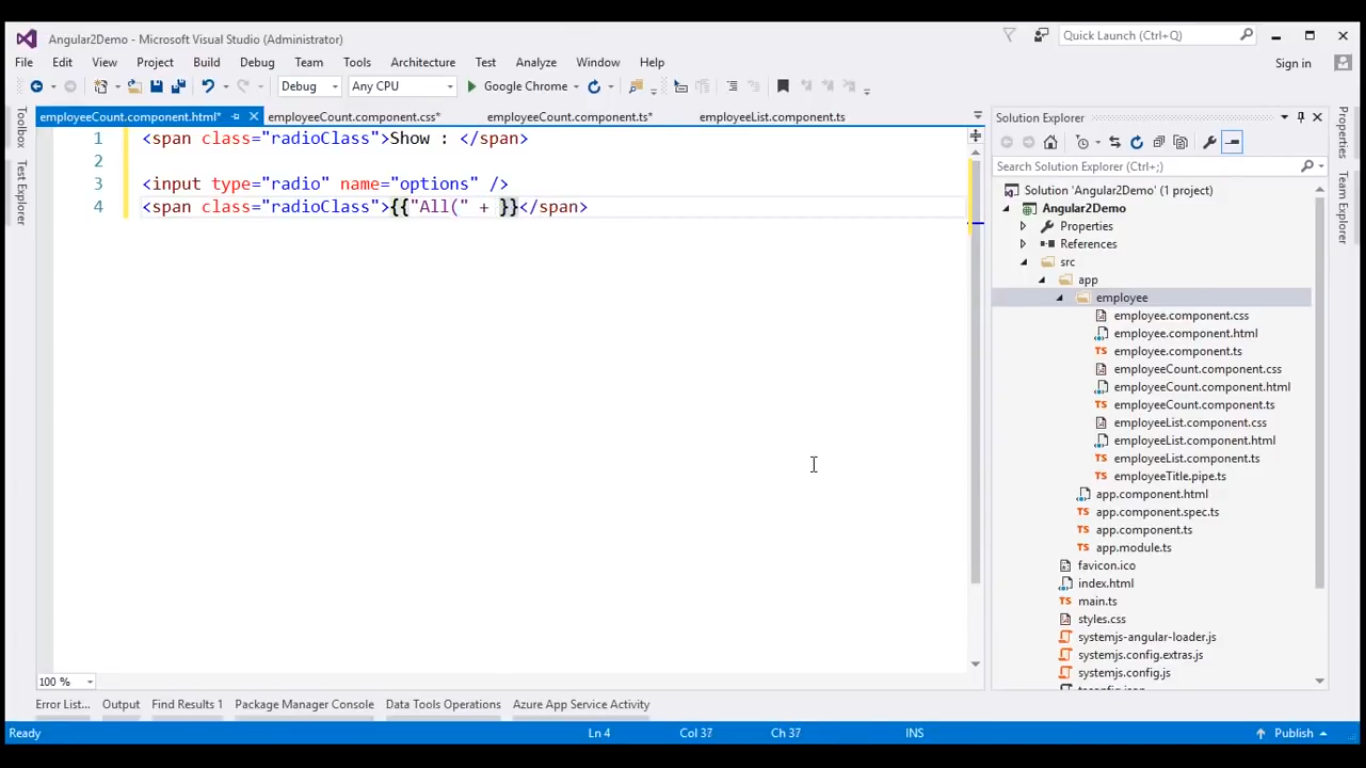 Angular2Demo - Microsoft Visual Studio (Administrator)
Quick Launch (Ctrl+Q)
File Edit View Project Build Debug Team Tools Architecture Test Analyze Window Help
Sign in
Debug Any CPU Google Chrome
Toolbox
Test Explorer
employeeCount.component.html* employeeCount.component.css* employeeCount.component.ts* employeeList.component.ts
1 <span class="radioClass">Show : </span>
2
3 <input type="radio" name="options" />
4 <span class="radioClass">{{"All(" + }}</span>
100 %
Solution Explorer
Search Solution Explorer (Ctrl+;)
Solution 'Angular2Demo' (1 project)
Angular2Demo
Properties
References
src
app
employee
employee.component.css
employee.component.html
employee.component.ts
employeeCount.component.css
employeeCount.component.html
employeeCount.component.ts
employeeList.component.css
employeeList.component.html
employeeList.component.ts
employeeTitle.pipe.ts
app.component.html
app.component.spec.ts
app.component.ts
app.module.ts
favicon.ico
index.html
main.ts
styles.css
systemjs-angular-loader.js
systemjs.config.extras.js
systemjs.config.js
Properties
Team Explorer
Error List... Output Find Results 1 Package Manager Console Data Tools Operations Azure App Service Activity
Ready Ln 4 Col 37 Ch 37 INS Publish